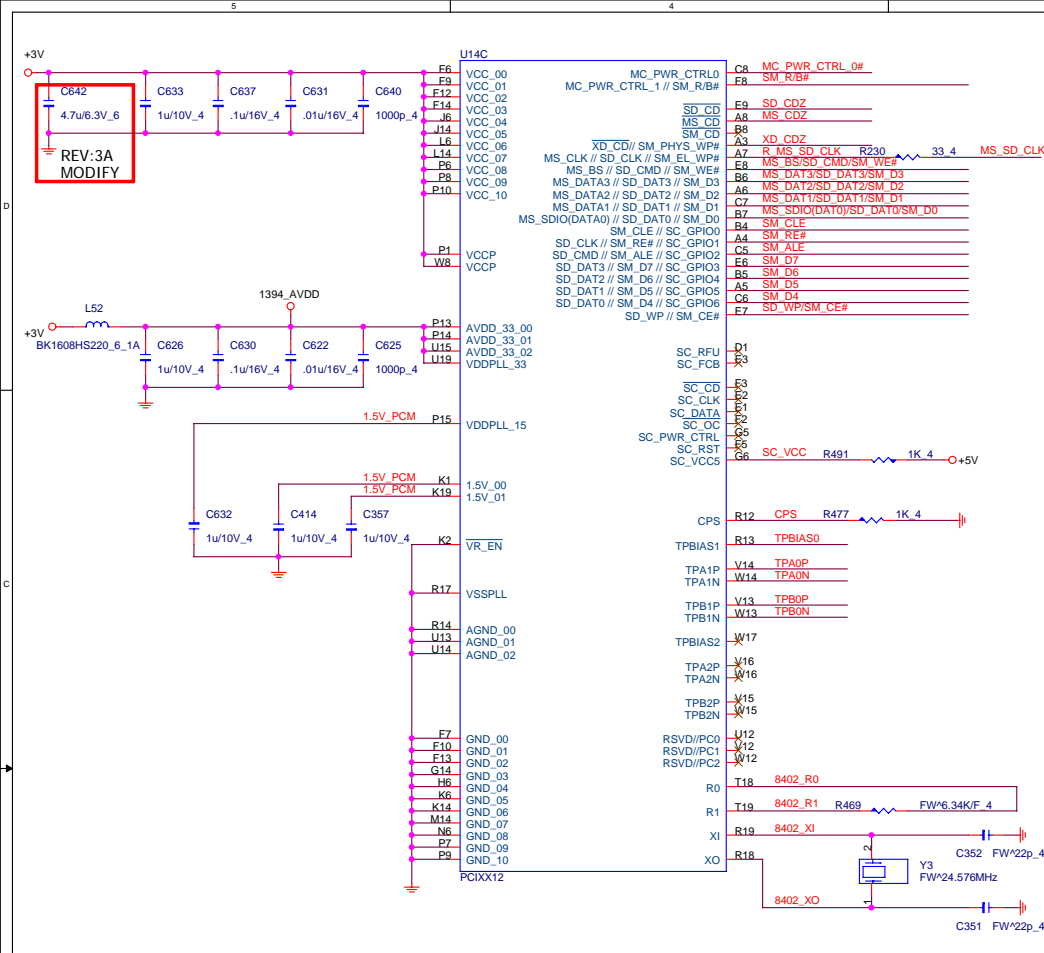 5
4
D
C
+3V
C642
4.7u/6.3V_6
REV:3A
MODIFY
C633
1u/10V_4
C637
.1u/16V_4
C631
.01u/16V_4
C640
1000p_4
L52
+3V
BK1608HS220_6_1A
1394_AVDD
C626
1u/10V_4
C630
.1u/16V_4
C622
.01u/16V_4
C625
1000p_4
1.5V_PCM
1.5V_PCM
1.5V_PCM
C632
1u/10V_4
C414
1u/10V_4
C357
1u/10V_4
U14C
F6 VCC_00
F9 VCC_01
F12 VCC_02
F14 VCC_03
J6 VCC_04
J14 VCC_05
L6 VCC_06
L14 VCC_07
P6 VCC_08
P8 VCC_09
P10 VCC_10
P1 VCCP
W8 VCCP
P13 AVDD_33_00
P14 AVDD_33_01
U15 AVDD_33_02
U19 VDDPLL_33
P15 VDDPLL_15
K1 1.5V_00
K19 1.5V_01
K2 VR_EN
R17 VSSPLL
R14 AGND_00
U13 AGND_01
U14 AGND_02
F7 GND_00
F10 GND_01
F13 GND_02
G14 GND_03
H6 GND_04
K6 GND_05
K14 GND_06
M14 GND_07
N6 GND_08
P7 GND_09
P9 GND_10
PCIXX12
MC_PWR_CTRL0 C8 MC_PWR_CTRL_0#
MC_PWR_CTRL_1 // SM_R/B# F8 SM_R/B#
SD_CD E9 SD_CDZ
MS_CD A8 MS_CDZ
SM_CD B8
XD_CD// SM_PHYS_WP# A3 XD_CDZ
MS_CLK // SD_CLK // SM_EL_WP# A7 R_MS_SD_CLK R230 33_4 MS_SD_CLK
MS_BS // SD_CMD // SM_WE# E8 MS_BS/SD_CMD/SM_WE#
MS_DATA3 // SD_DAT3 // SM_D3 B6 MS_DAT3/SD_DAT3/SM_D3
MS_DATA2 // SD_DAT2 // SM_D2 A6 MS_DAT2/SD_DAT2/SM_D2
MS_DATA1 // SD_DAT1 // SM_D1 C7 MS_DAT1/SD_DAT1/SM_D1
MS_SDIO(DATA0) // SD_DAT0 // SM_D0 B7 MS_SDIO(DAT0)/SD_DAT0/SM_D0
SM_CLE // SC_GPIO0 B4 SM_CLE
SD_CLK // SM_RE# // SC_GPIO1 A4 SM_RE#
SD_CMD // SM_ALE // SC_GPIO2 C5 SM_ALE
SD_DAT3 // SM_D7 // SC_GPIO3 E6 SM_D7
SD_DAT2 // SM_D6 // SC_GPIO4 B5 SM_D6
SD_DAT1 // SM_D5 // SC_GPIO5 A5 SM_D5
SD_DAT0 // SM_D4 // SC_GPIO6 C6 SM_D4
SD_WP // SM_CE# E7 SD_WP/SM_CE#
SC_RFU D1
SC_FCB E3
SC_CD F3
SC_CLK E2
SC_DATA E1
SC_OC F2
SC_PWR_CTRL G5
SC_RST F5
SC_VCC5 G6 SC_VCC R491 1K_4 +5V
CPS R12 CPS R477 1K_4
TPBIAS1 R13 TPBIAS0
TPA1P V14 TPA0P
TPA1N W14 TPA0N
TPB1P V13 TPB0P
TPB1N W13 TPB0N
TPBIAS2 W17
TPA2P V16
TPA2N W16
TPB2P V15
TPB2N W15
RSVD//PC0 U12
RSVD//PC1 V12
RSVD//PC2 W12
R0 T18 8402_R0
R1 T19 8402_R1 R469 FW^6.34K/F_4
XI R19 8402_XI
XO R18 8402_XO
C352 FW^22p_4
2
Y3
FW^24.576MHz
1
C351 FW^22p_4